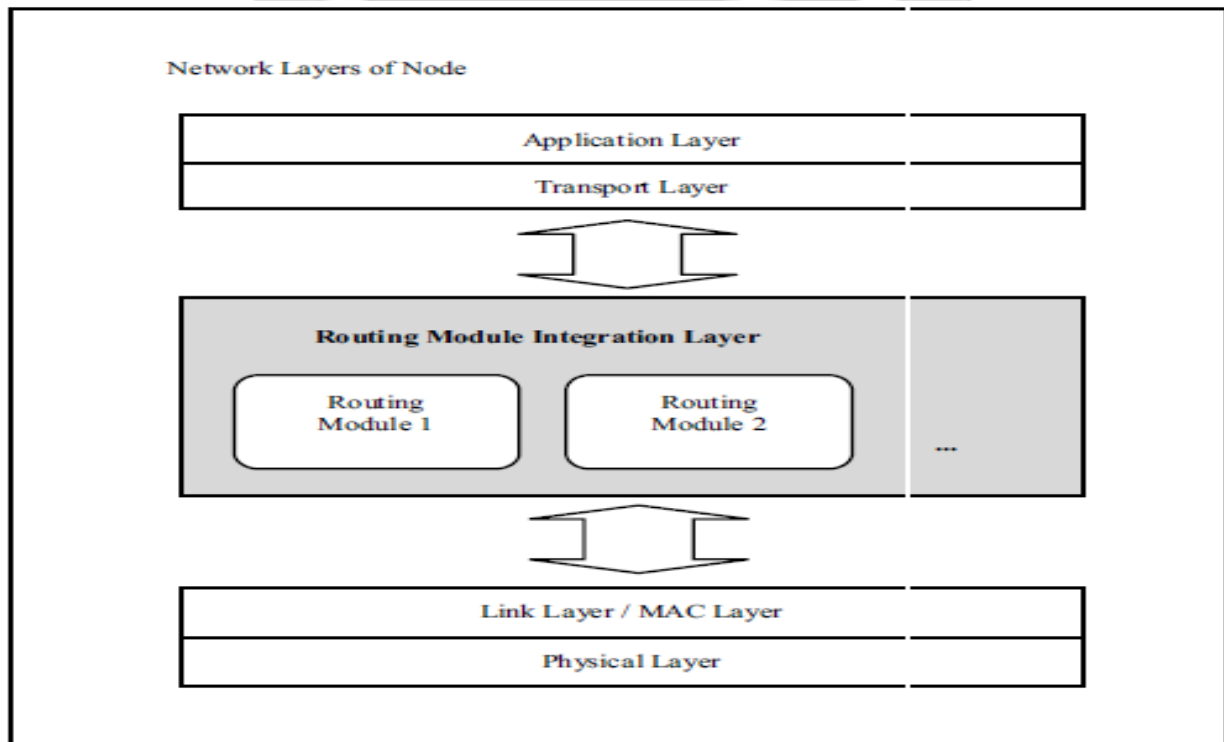 Network Layers of Node
Application Layer
Transport Layer
Routing Module Integration Layer
Routing
Module 1
Routing
Module 2
...
Link Layer / MAC Layer
Physical Layer